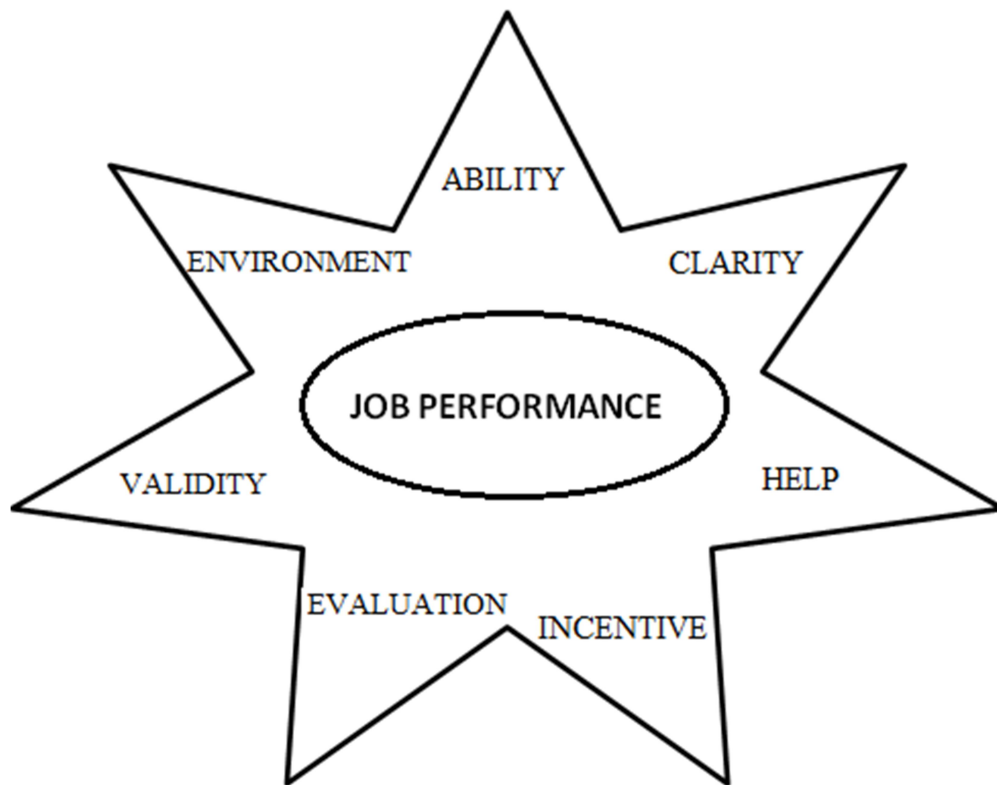 ABILITY
ENVIRONMENT
CLARITY
JOB PERFORMANCE
VALIDITY
HELP
EVALUATION
INCENTIVE